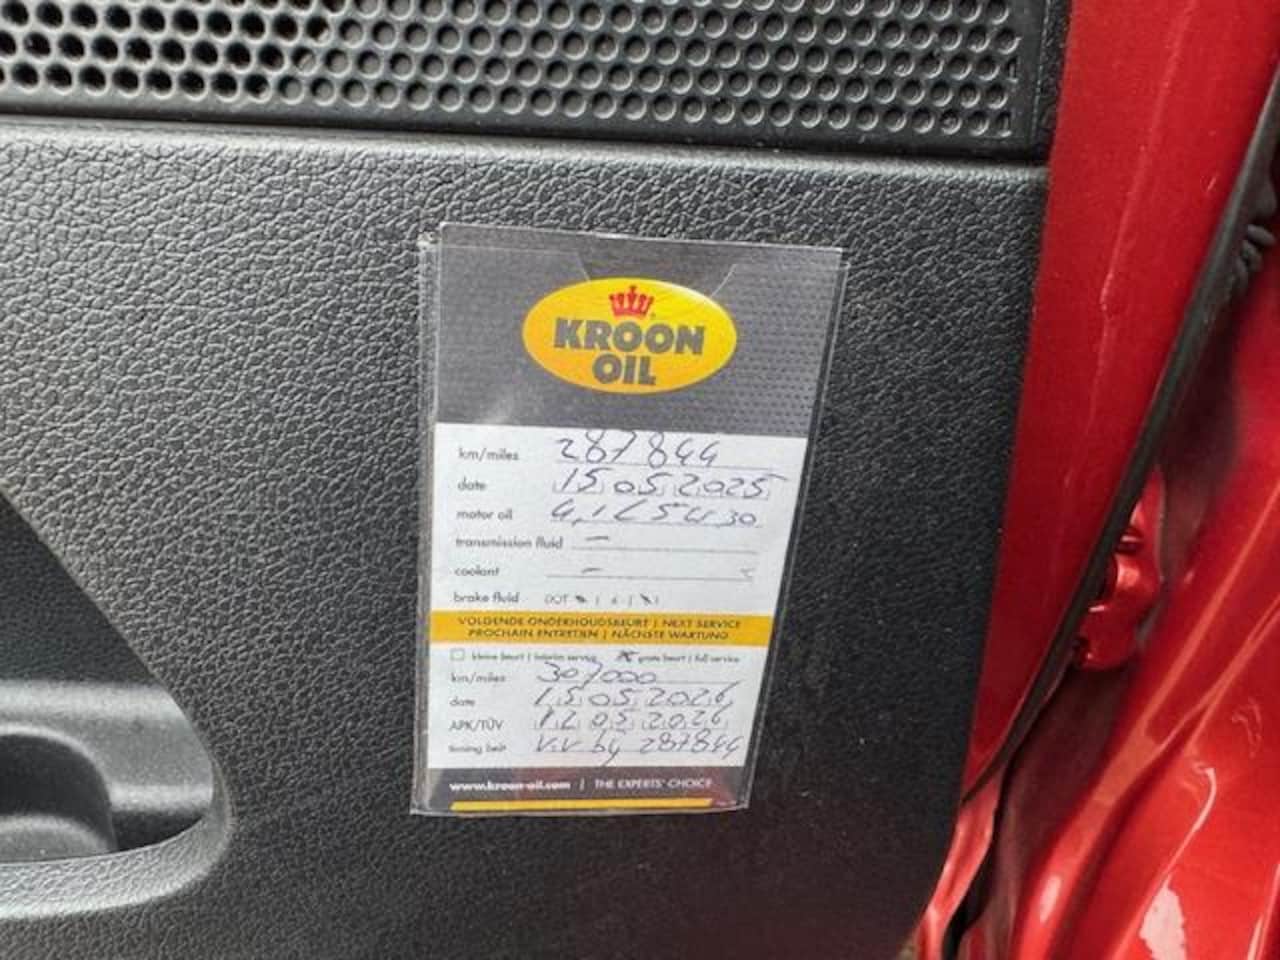 KROON
OIL
km/miles 287844
date 15 05 2025
motor oil 4,1L 5W30
transmission fluid —
coolant —
brake fluid DOT | 4 |
VOLGENDE ONDERHOUDSBEURT | NEXT SERVICE
PROCHAIN ENTRETIEN | NÄCHSTE WARTUNG
kleine beurt | interim service grote beurt | full service
km/miles 307000
date 15 05 2026
APK/TÜV 12 05 2026
timing belt V.V. by 287844
www.kroon-oil.com | THE EXPERTS' CHOICE